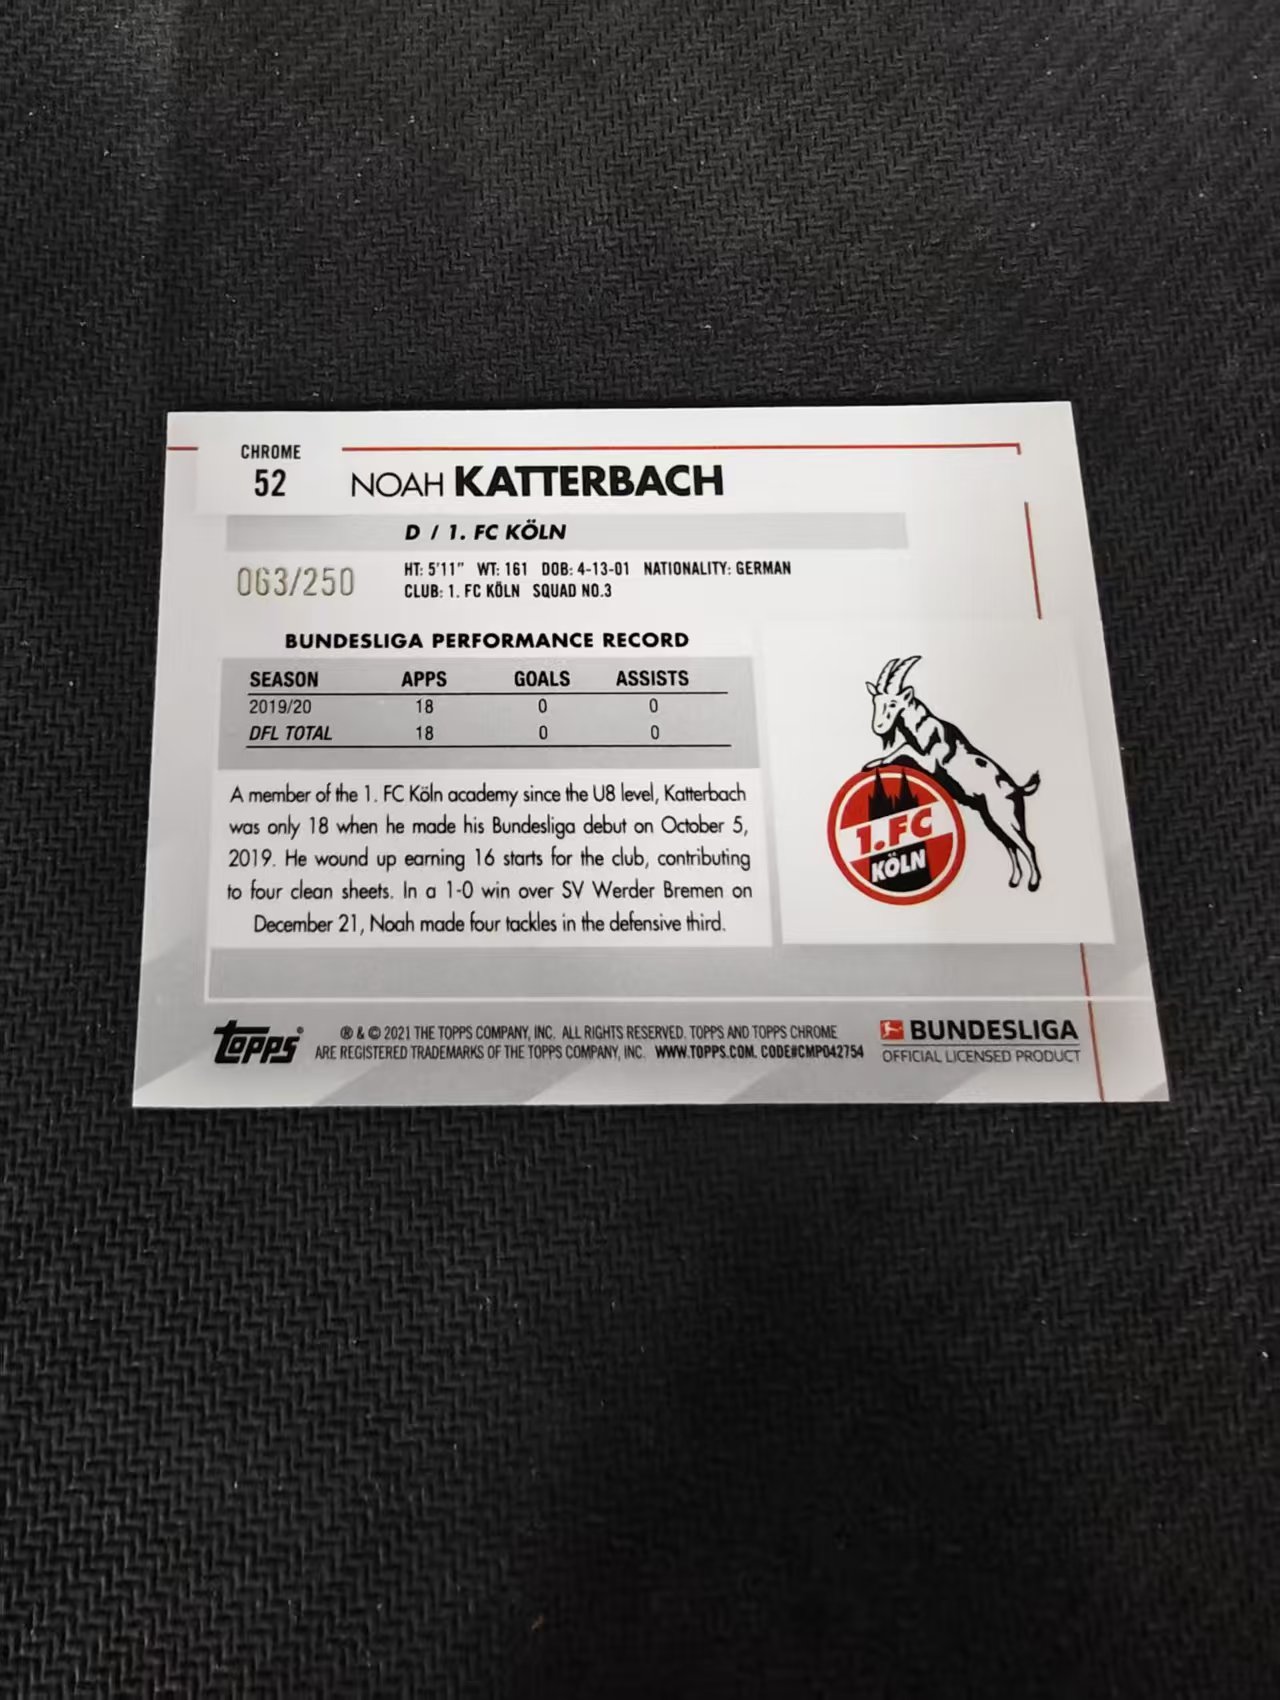 CHROME
52
NOAH KATTERBACH
D / 1. FC KÖLN
063/250
HT: 5'11" WT: 161 DOB: 4-13-01 NATIONALITY: GERMAN
CLUB: 1. FC KÖLN SQUAD NO.3
BUNDESLIGA PERFORMANCE RECORD
SEASON APPS GOALS ASSISTS
2019/20 18 0 0
DFL TOTAL 18 0 0
A member of the 1. FC Köln academy since the U8 level, Katterbach
was only 18 when he made his Bundesliga debut on October 5,
2019. He wound up earning 16 starts for the club, contributing
to four clean sheets. In a 1-0 win over SV Werder Bremen on
December 21, Noah made four tackles in the defensive third.
1.FC
KÖLN
Topps
® & © 2021 THE TOPPS COMPANY, INC. ALL RIGHTS RESERVED. TOPPS AND TOPPS CHROME
ARE REGISTERED TRADEMARKS OF THE TOPPS COMPANY, INC. WWW.TOPPS.COM. CODE#CMP042754
BUNDESLIGA
OFFICIAL LICENSED PRODUCT